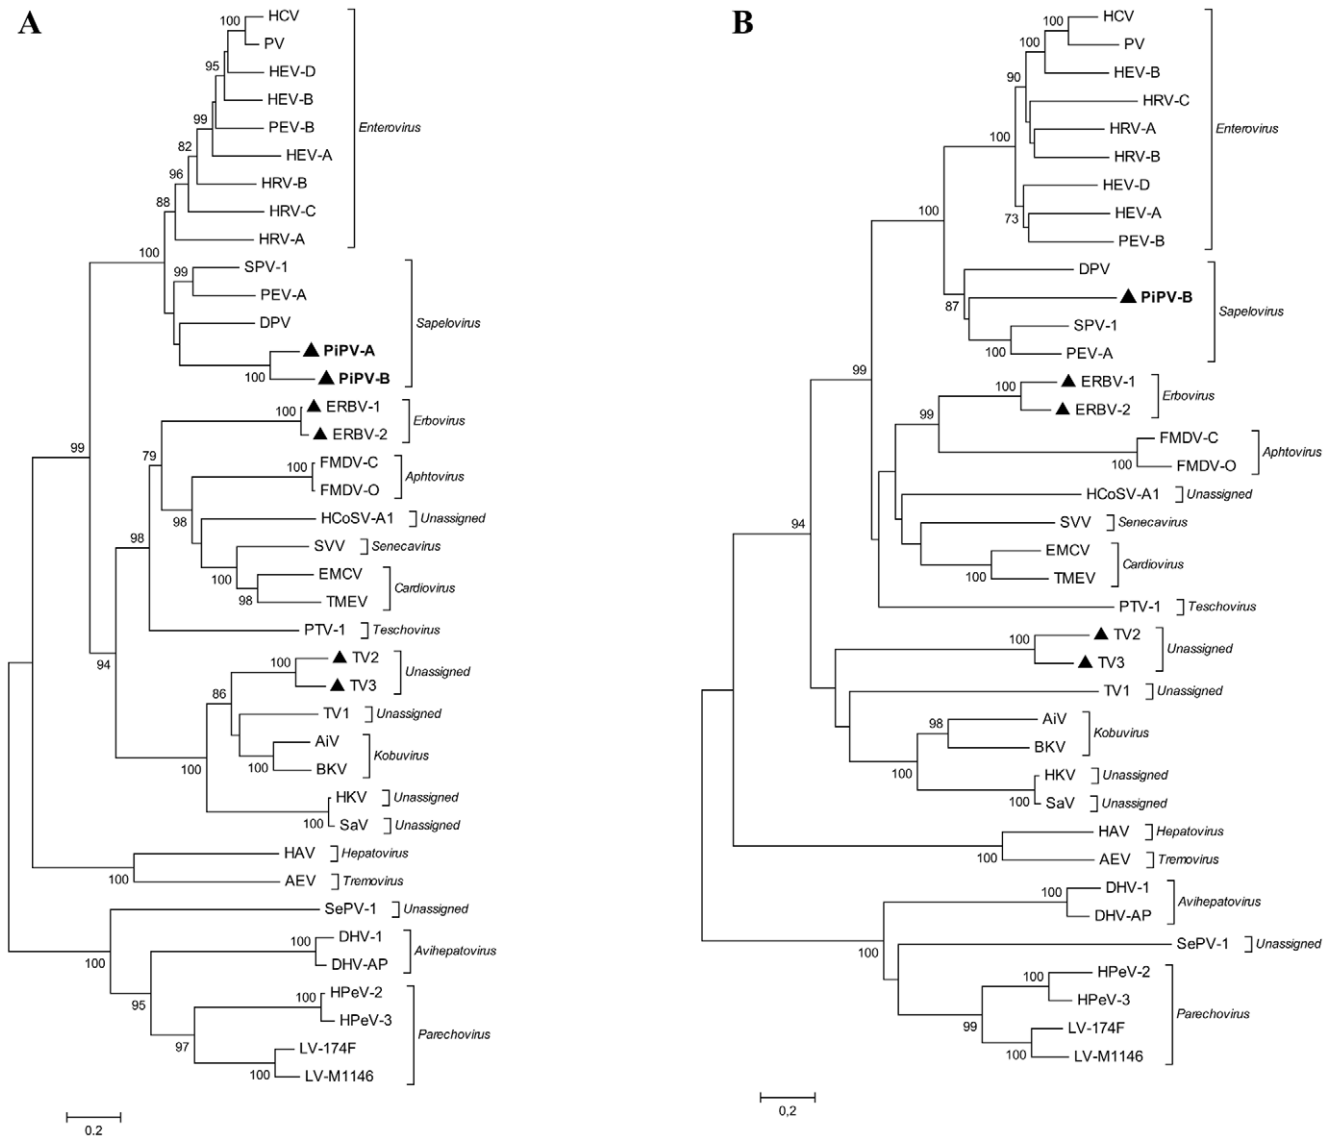 A
100
HCV
PV
95
HEV-D
HEV-B
99
PEV-B
Enterovirus
82
HEV-A
96
HRV-B
88
HRV-C
HRV-A
100
99
SPV-1
PEV-A
DPV
Sapelovirus
PiPV-A
100
PiPV-B
99
79
100
ERBV-1
ERBV-2
Erbovirus
100
FMDV-C
FMDV-O
Aphtovirus
98
HCoSV-A1
Unassigned
98
SVV
Senecavirus
100
EMCV
98
TMEV
Cardiovirus
PTV-1
Teschovirus
94
100
TV2
TV3
Unassigned
86
TV1
Unassigned
100
AiV
100
BKV
Kobuvirus
HKV
Unassigned
100
SaV
Unassigned
HAV
Hepatovirus
100
AEV
Tremovirus
SePV-1
Unassigned
100
100
DHV-1
DHV-AP
Avihepatovirus
95
100
HPeV-2
HPeV-3
Parechovirus
97
LV-174F
100
LV-M1146
0.2
B
100
HCV
100
PV
90
HEV-B
HRV-C
100
HRV-A
Enterovirus
HRV-B
HEV-D
73
HEV-A
PEV-B
100
DPV
87
PiPV-B
Sapelovirus
SPV-1
100
PEV-A
99
100
ERBV-1
ERBV-2
Erbovirus
99
FMDV-C
100
FMDV-O
Aphtovirus
HCoSV-A1
Unassigned
94
SVV
Senecavirus
EMCV
100
TMEV
Cardiovirus
PTV-1
Teschovirus
100
TV2
TV3
Unassigned
TV1
Unassigned
98
AiV
BKV
Kobuvirus
100
HKV
Unassigned
100
SaV
Unassigned
HAV
Hepatovirus
100
AEV
Tremovirus
100
DHV-1
DHV-AP
Avihepatovirus
100
SePV-1
Unassigned
100
HPeV-2
HPeV-3
Parechovirus
99
LV-174F
100
LV-M1146
0,2